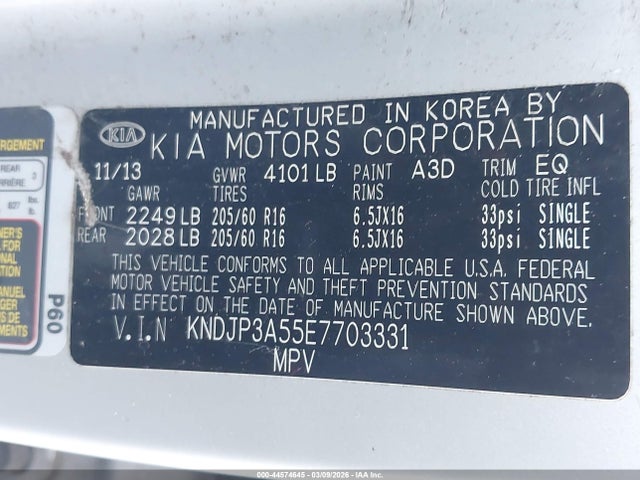 MANUFACTURED IN KOREA BY
KIA KIA MOTORS CORPORATION
11/13 GVWR 4101 LB PAINT A3D TRIM EQ
GAWR TIRES RIMS COLD TIRE INFL
FRONT 2249 LB 205/60 R16 6.5JX16 33psi SINGLE
REAR 2028 LB 205/60 R16 6.5JX16 33psi SINGLE
THIS VEHICLE CONFORMS TO ALL APPLICABLE U.S.A. FEDERAL
MOTOR VEHICLE SAFETY AND THEFT PREVENTION STANDARDS
IN EFFECT ON THE DATE OF MANUFACTURE SHOWN ABOVE.
V.I.N KNDJP3A55E7703331
MPV
P60
REAR
827 lbs.
000-44574645 - 03/09/2026 - IAA Inc.